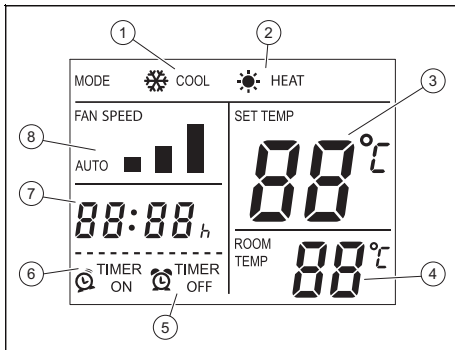 1 2
MODE COOL HEAT
3
FAN SPEED SET TEMP
8
AUTO 88°C
7
88:88 h
ROOM TEMP 88°C
6 TIMER ON TIMER OFF 4
5